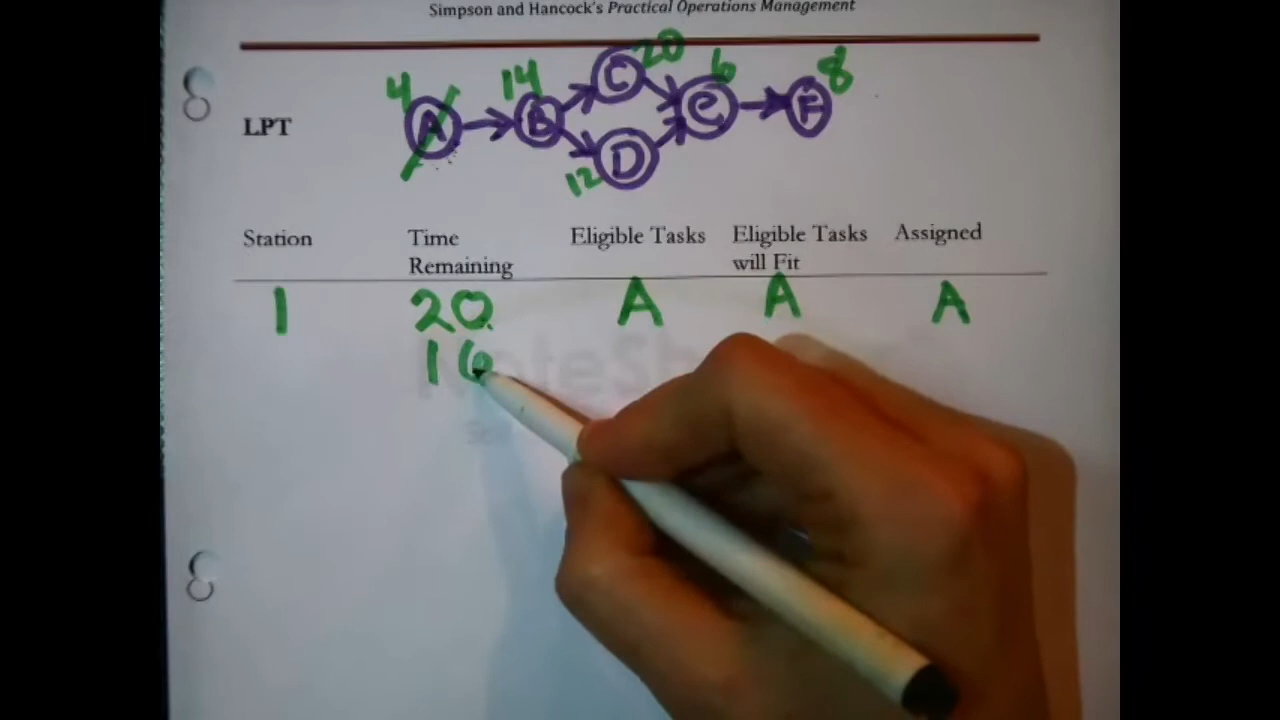 Simpson and Hancock's Practical Operations Management
LPT
4 A 14 B C 20 12 D e 6 F 8
Station Time Remaining Eligible Tasks Eligible Tasks will Fit Assigned
1 20 A A A
16